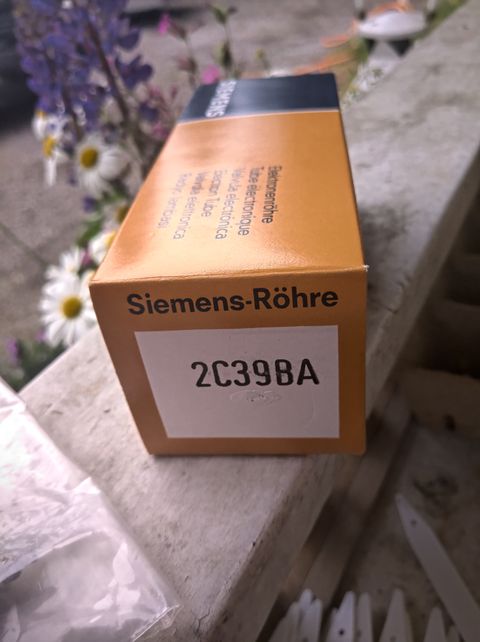 SIEMENS
Elektronenröhre
Tube électronique
Válvula electrónica
Electron Tube
Valvola elettronica
Siemens-Röhre
2C39BA